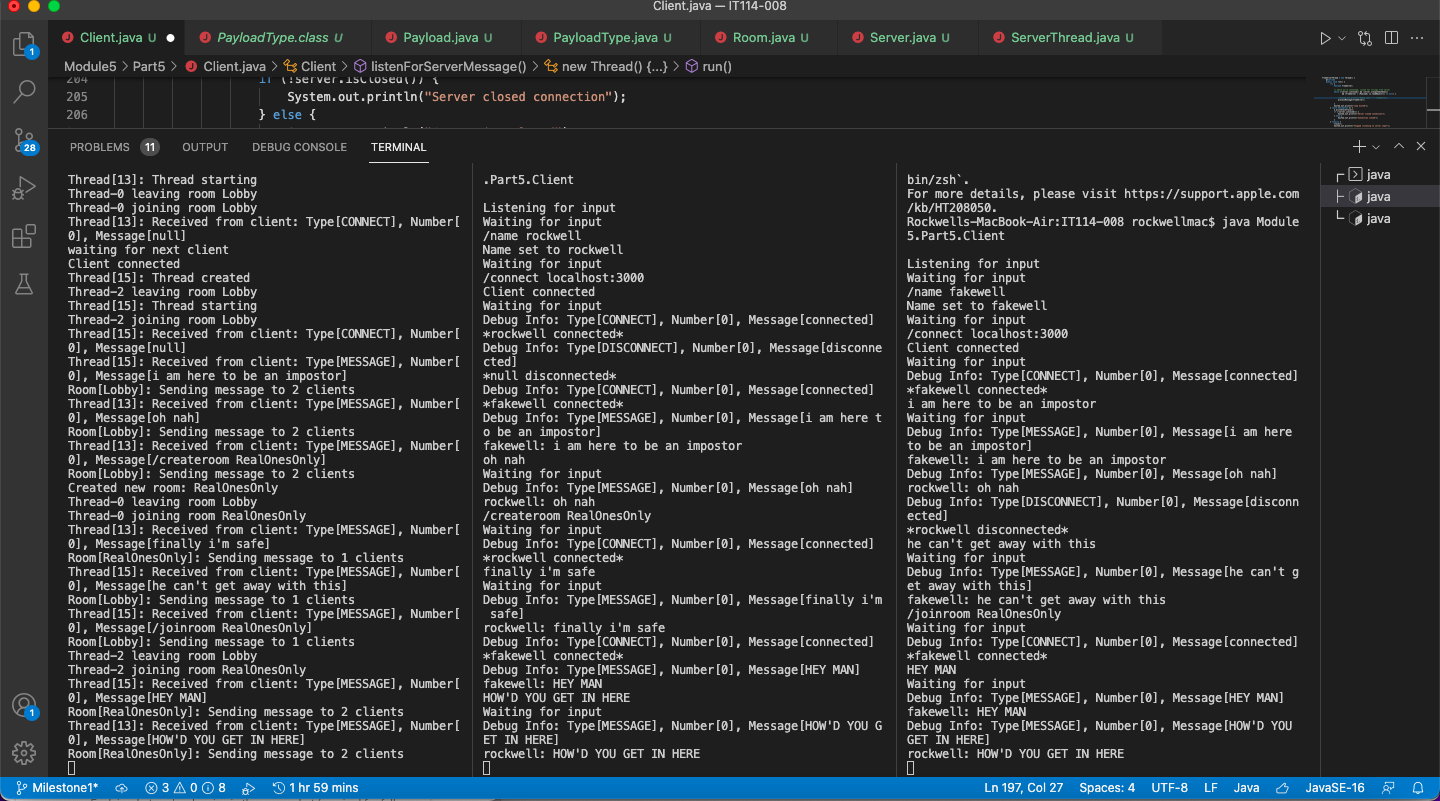 Client.java — IT114-008
1
Client.java U
PayloadType.class U
Payload.java U
PayloadType.java U
Room.java U
Server.java U
ServerThread.java U
Module5 > Part5 > Client.java > Client > listenForServerMessage() > new Thread() {...} > run()
204 if (!server.isClosed()) {
205 System.out.println("Server closed connection");
206 } else {
28
PROBLEMS 11 OUTPUT DEBUG CONSOLE TERMINAL
Thread[13]: Thread starting
Thread-0 leaving room Lobby
Thread-0 joining room Lobby
Thread[13]: Received from client: Type[CONNECT], Number[
0], Message[null]
waiting for next client
Client connected
Thread[15]: Thread created
Thread-2 leaving room Lobby
Thread[15]: Thread starting
Thread-2 joining room Lobby
Thread[15]: Received from client: Type[CONNECT], Number[
0], Message[null]
Thread[15]: Received from client: Type[MESSAGE], Number[
0], Message[i am here to be an impostor]
Room[Lobby]: Sending message to 2 clients
Thread[13]: Received from client: Type[MESSAGE], Number[
0], Message[oh nah]
Room[Lobby]: Sending message to 2 clients
Thread[13]: Received from client: Type[MESSAGE], Number[
0], Message[/createroom RealOnesOnly]
Room[Lobby]: Sending message to 2 clients
Created new room: RealOnesOnly
Thread-0 leaving room Lobby
Thread-0 joining room RealOnesOnly
Thread[13]: Received from client: Type[MESSAGE], Number[
0], Message[finally i'm safe]
Room[RealOnesOnly]: Sending message to 1 clients
Thread[15]: Received from client: Type[MESSAGE], Number[
0], Message[he can't get away with this]
Room[Lobby]: Sending message to 1 clients
Thread[15]: Received from client: Type[MESSAGE], Number[
0], Message[/joinroom RealOnesOnly]
Room[Lobby]: Sending message to 1 clients
Thread-2 leaving room Lobby
Thread-2 joining room RealOnesOnly
Thread[15]: Received from client: Type[MESSAGE], Number[
0], Message[HEY MAN]
Room[RealOnesOnly]: Sending message to 2 clients
Thread[13]: Received from client: Type[MESSAGE], Number[
0], Message[HOW'D YOU GET IN HERE]
Room[RealOnesOnly]: Sending message to 2 clients
.Part5.Client
Listening for input
Waiting for input
/name rockwell
Name set to rockwell
Waiting for input
/connect localhost:3000
Client connected
Waiting for input
Debug Info: Type[CONNECT], Number[0], Message[connected]
*rockwell connected*
Debug Info: Type[DISCONNECT], Number[0], Message[disconne
cted]
*null disconnected*
Debug Info: Type[CONNECT], Number[0], Message[connected]
*fakewell connected*
Debug Info: Type[MESSAGE], Number[0], Message[i am here t
o be an impostor]
fakewell: i am here to be an impostor
oh nah
Waiting for input
Debug Info: Type[MESSAGE], Number[0], Message[oh nah]
rockwell: oh nah
/createroom RealOnesOnly
Waiting for input
Debug Info: Type[CONNECT], Number[0], Message[connected]
*rockwell connected*
finally i'm safe
Waiting for input
Debug Info: Type[MESSAGE], Number[0], Message[finally i'm
safe]
rockwell: finally i'm safe
Debug Info: Type[CONNECT], Number[0], Message[connected]
*fakewell connected*
Debug Info: Type[MESSAGE], Number[0], Message[HEY MAN]
fakewell: HEY MAN
HOW'D YOU GET IN HERE
Waiting for input
Debug Info: Type[MESSAGE], Number[0], Message[HOW'D YOU G
ET IN HERE]
rockwell: HOW'D YOU GET IN HERE
bin/zsh`.
For more details, please visit https://support.apple.com
/kb/HT208050.
Rockwells-MacBook-Air:IT114-008 rockwellmac$ java Module
5.Part5.Client
Listening for input
Waiting for input
/name fakewell
Name set to fakewell
Waiting for input
/connect localhost:3000
Client connected
Waiting for input
Debug Info: Type[CONNECT], Number[0], Message[connected]
*fakewell connected*
i am here to be an impostor
Waiting for input
Debug Info: Type[MESSAGE], Number[0], Message[i am here
to be an impostor]
fakewell: i am here to be an impostor
Debug Info: Type[MESSAGE], Number[0], Message[oh nah]
rockwell: oh nah
Debug Info: Type[DISCONNECT], Number[0], Message[disconn
ected]
*rockwell disconnected*
he can't get away with this
Waiting for input
Debug Info: Type[MESSAGE], Number[0], Message[he can't g
et away with this]
fakewell: he can't get away with this
/joinroom RealOnesOnly
Waiting for input
Debug Info: Type[CONNECT], Number[0], Message[connected]
*fakewell connected*
HEY MAN
Waiting for input
Debug Info: Type[MESSAGE], Number[0], Message[HEY MAN]
fakewell: HEY MAN
Debug Info: Type[MESSAGE], Number[0], Message[HOW'D YOU
GET IN HERE]
rockwell: HOW'D YOU GET IN HERE
java
java
java
1
Milestone1* 3 0 8 1 hr 59 mins Ln 197, Col 27 Spaces: 4 UTF-8 LF Java JavaSE-16